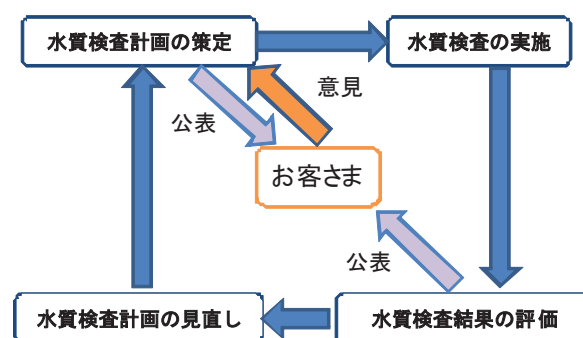 水質検査計画の策定
水質検査の実施
意見
公表
お客さま
公表
水質検査計画の見直し
水質検査結果の評価